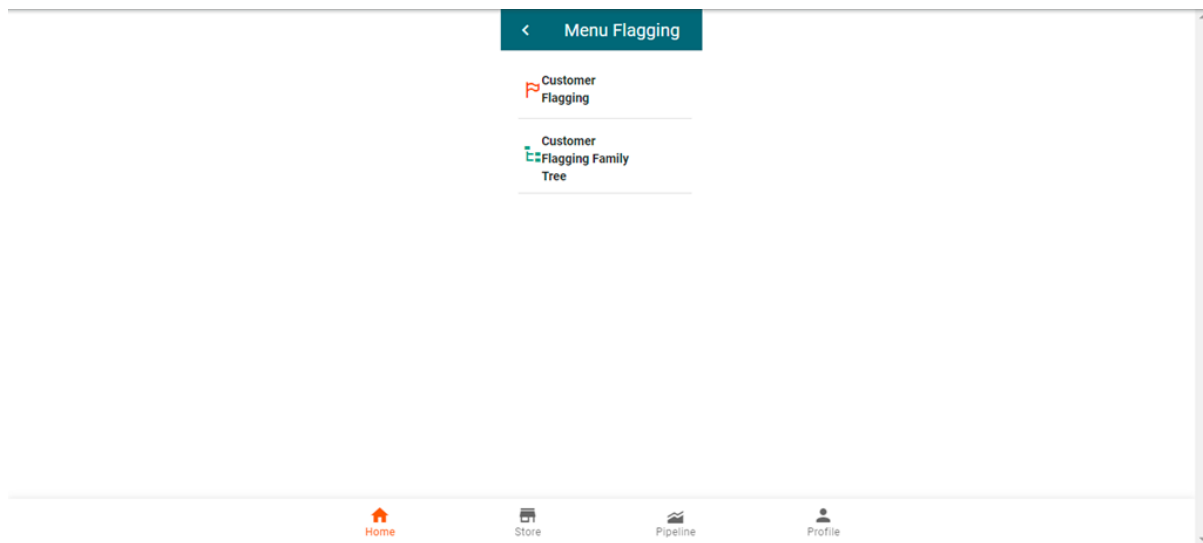 Menu Flagging
Customer
Flagging
Customer
Flagging Family
Tree
Home
Store
Pipeline
Profile